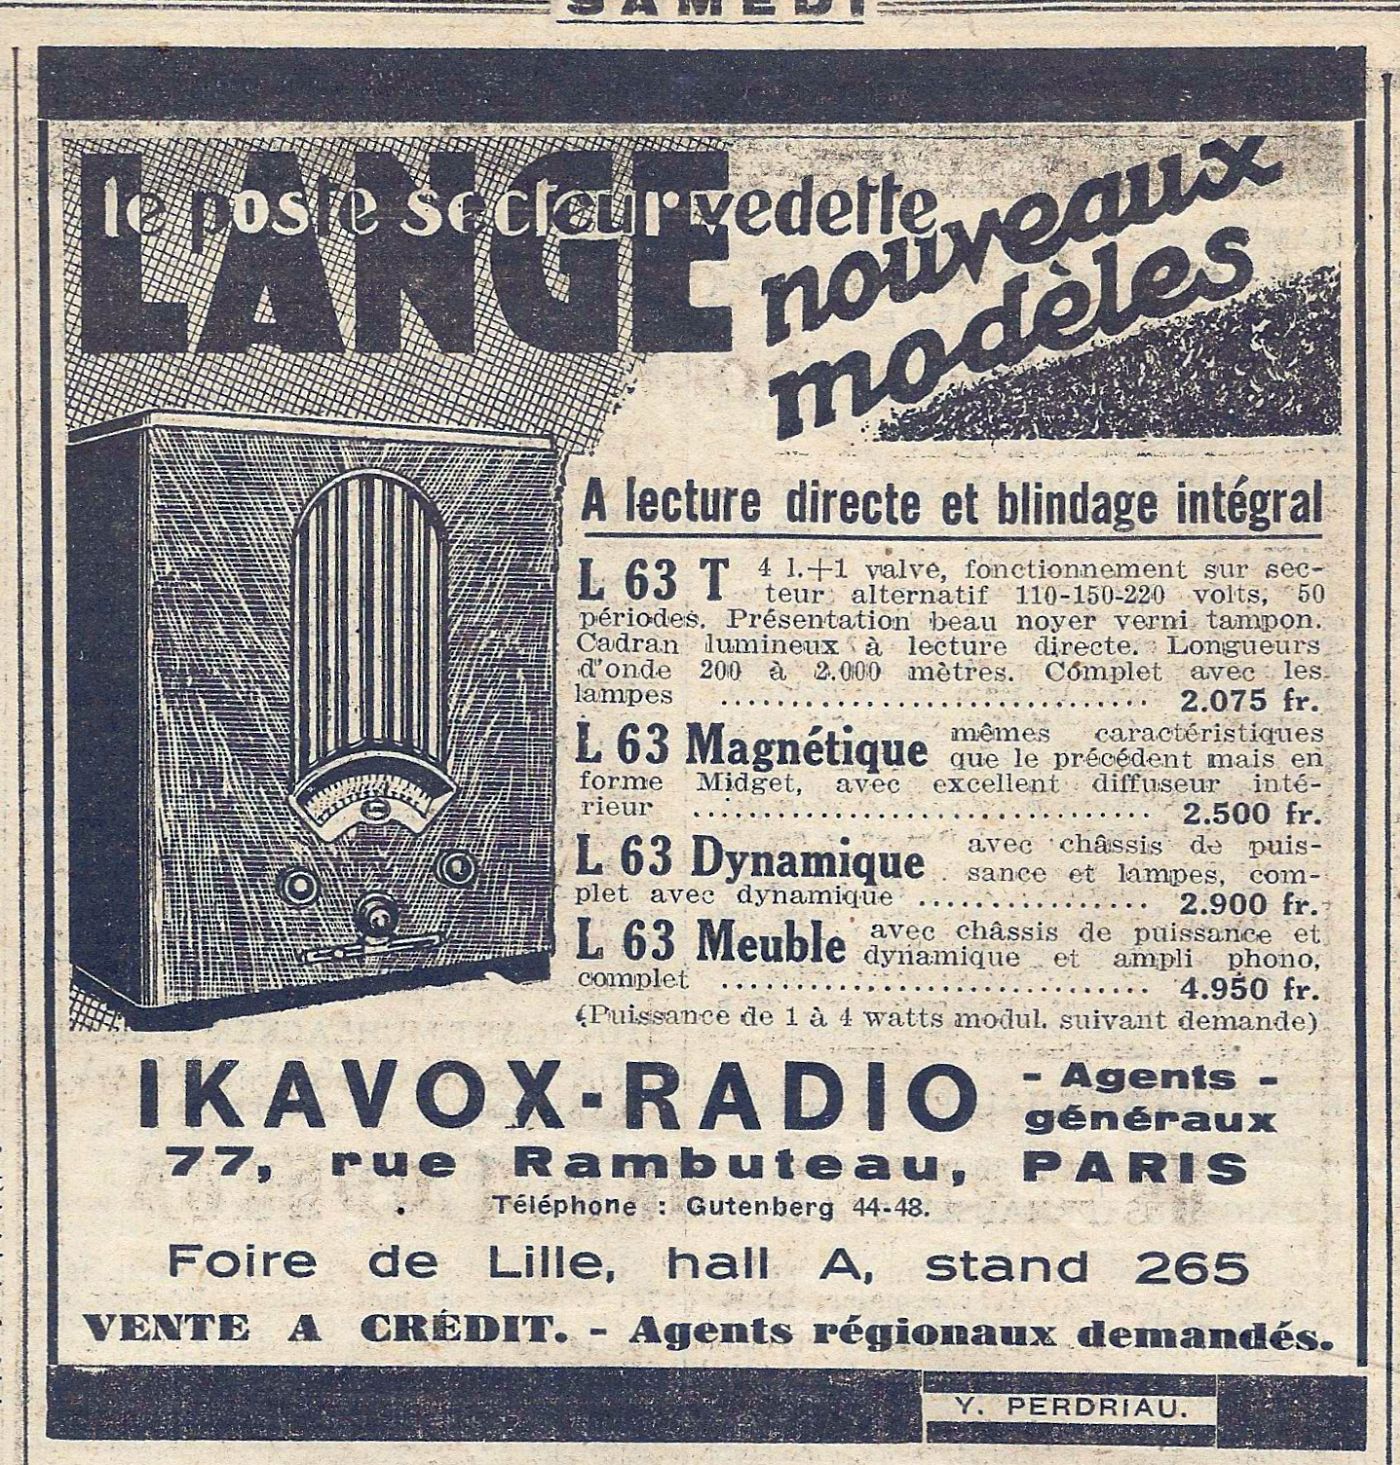 SAMEDI
LANGE
le poste secteur vedette
nouveaux
modèles
A lecture directe et blindage intégral
L 63 T 4 l.+1 valve, fonctionnement sur sec-
teur alternatif 110-150-220 volts, 50
périodes. Présentation beau noyer verni tampon.
Cadran lumineux à lecture directe. Longueurs
d'onde 200 à 2.000 mètres. Complet avec les
lampes .............................. 2.075 fr.
L 63 Magnétique mêmes caractéristiques
que le précédent mais en
forme Midget, avec excellent diffuseur inté-
rieur ................................ 2.500 fr.
L 63 Dynamique avec châssis de puis-
sance et lampes, com-
plet avec dynamique ................ 2.900 fr.
L 63 Meuble avec châssis de puissance et
dynamique et ampli phono,
complet .............................. 4.950 fr.
(Puissance de 1 à 4 watts modul. suivant demande)
IKAVOX-RADIO - Agents -
généraux
77, rue Rambuteau, PARIS
Téléphone : Gutenberg 44-48.
Foire de Lille, hall A, stand 265
VENTE A CRÉDIT. - Agents régionaux demandés.
Y. PERDRIAU.